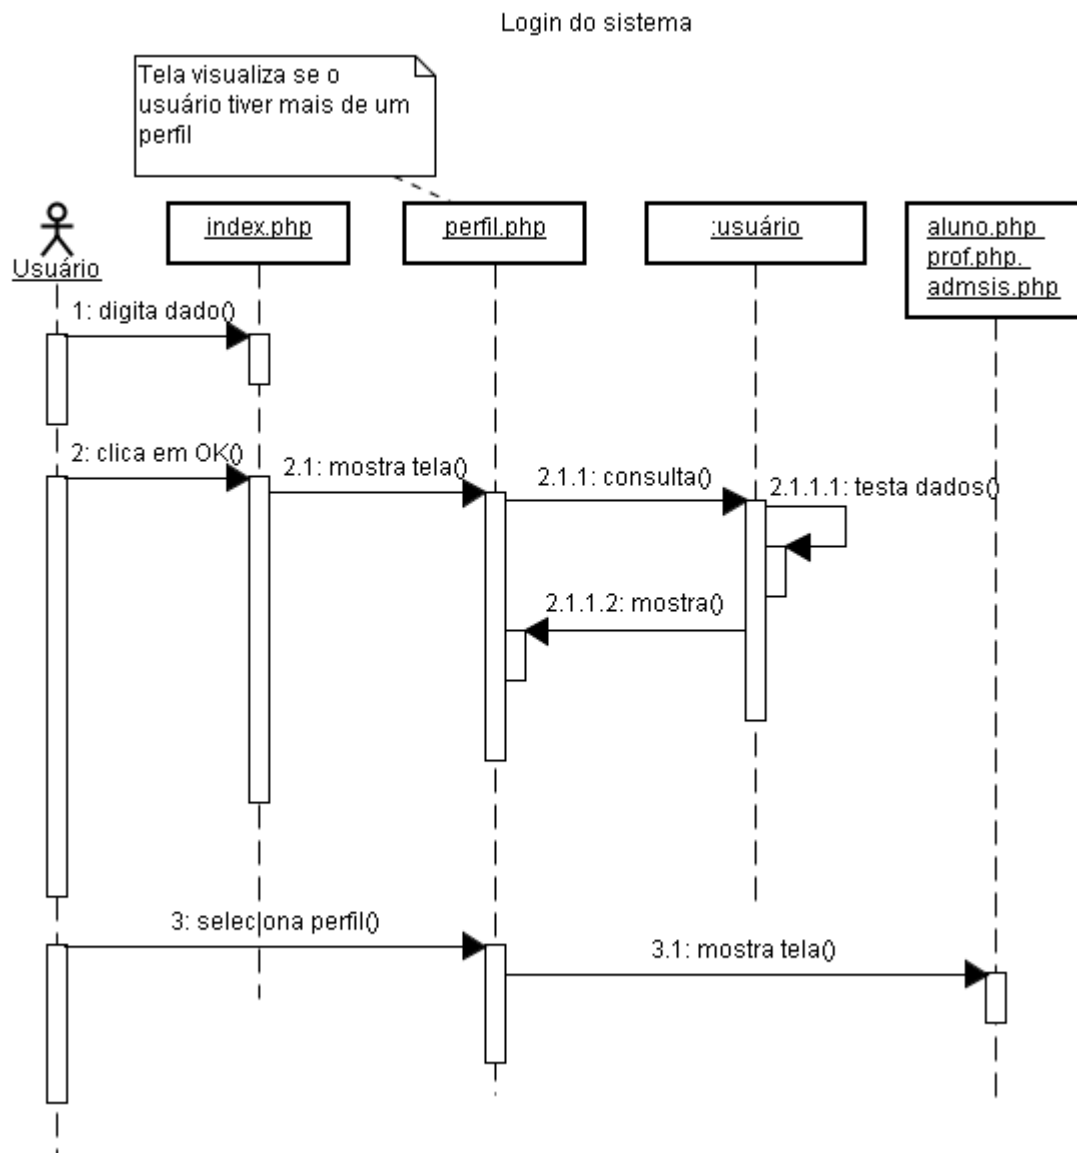 Login do sistema
Tela visualiza se o
usuário tiver mais de um
perfil
Usuário
index.php
perfil.php
:usuário
aluno.php
prof.php.
admsis.php
1: digita dado()
2: clica em OK()
2.1: mostra tela()
2.1.1: consulta()
2.1.1.1: testa dados()
2.1.1.2: mostra()
3: seleciona perfil()
3.1: mostra tela()